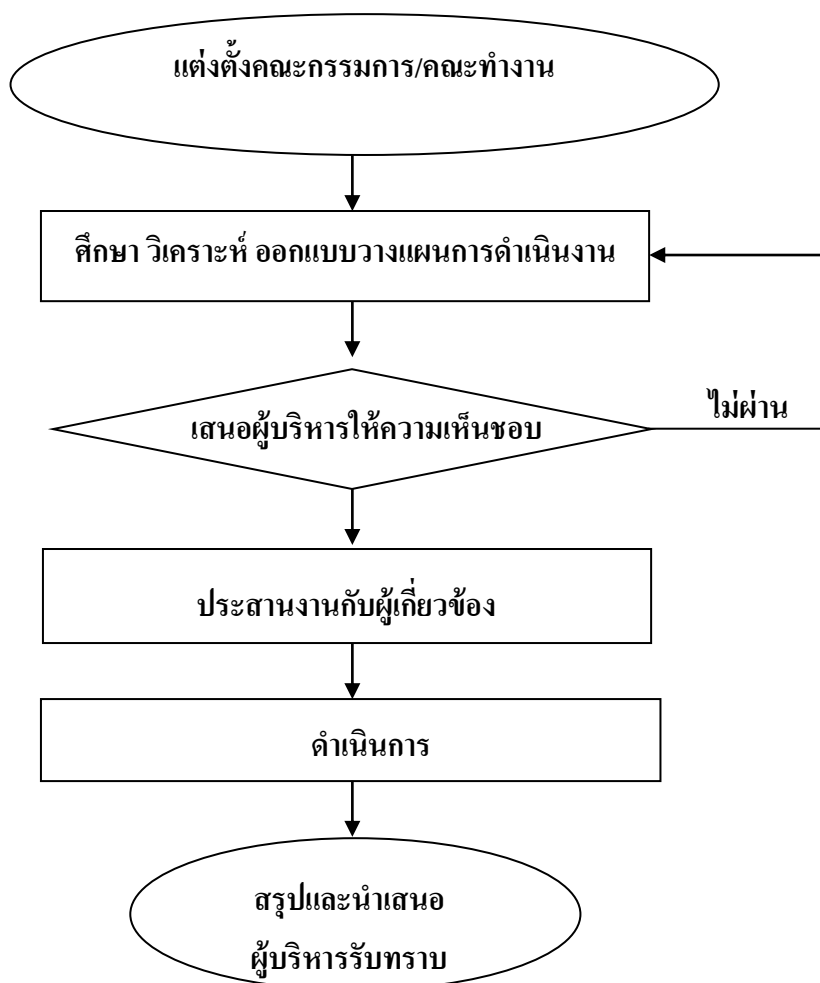 แต่งตั้งคณะกรรมการ/คณะทำงาน
ศึกษา วิเคราะห์ ออกแบบวางแผนการดำเนินงาน
ไม่ผ่าน
เสนอผู้บริหารให้ความเห็นชอบ
ประสานงานกับผู้เกี่ยวข้อง
ดำเนินการ
สรุปและนำเสนอ
ผู้บริหารรับทราบ